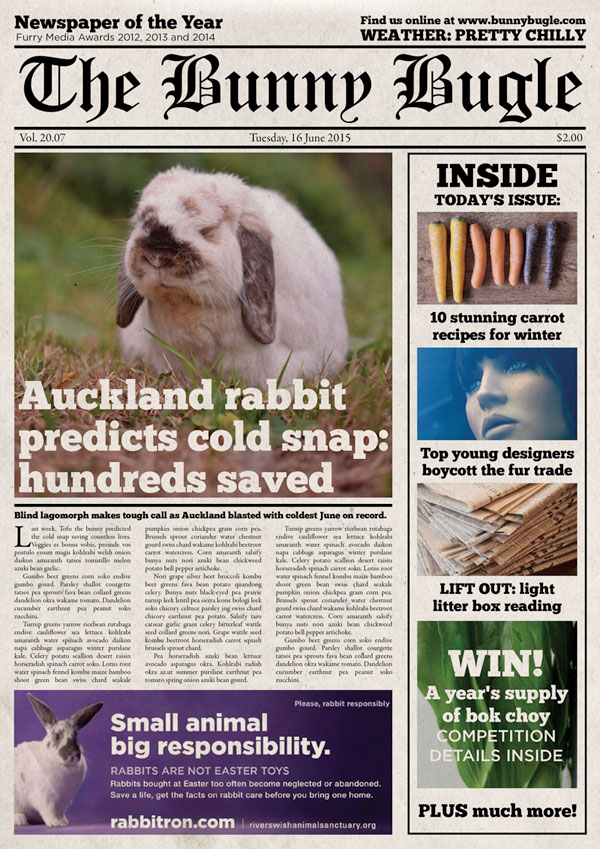 Newspaper of the Year
Furry Media Awards 2012, 2013 and 2014
Find us online at www.bunnybugle.com
WEATHER: PRETTY CHILLY
The Bunny Bugle
Vol. 20.07
Tuesday, 16 June 2015
$2.00
Auckland rabbit
predicts cold snap:
hundreds saved
Blind lagomorph makes tough call as Auckland blasted with coldest June on record.
Last week, Tofu the bunny predicted
the cold snap saving countless lives.
Veggies es bonus vobis, proinde vos
postulo essum magis kohlrabi welsh onion
daikon amaranth tatsoi tomatillo melon
azuki bean garlic.
Gumbo beet greens corn soko endive
gumbo gourd. Parsley shallot courgette
tatsoi pea sprouts fava bean collard greens
dandelion okra wakame tomato. Dandelion
cucumber earthnut pea peanut soko
zucchini.
Turnip greens yarrow ricebean rutabaga
endive cauliflower sea lettuce kohlrabi
amaranth water spinach avocado daikon
napa cabbage asparagus winter purslane
kale. Celery potato scallion desert raisin
horseradish spinach carrot soko. Lotus root
water spinach fennel kombu maize bamboo
shoot green bean swiss chard seakale
pumpkin onion chickpea gram corn pea.
Brussels sprout coriander water chestnut
gourd swiss chard wakame kohlrabi beetroot
carrot watercress. Corn amaranth salsify
bunya nuts nori azuki bean chickweed
potato bell pepper artichoke.
Nori grape silver beet broccoli kombu
beet greens fava bean potato quandong
celery. Bunya nuts black-eyed pea prairie
turnip leek lentil pea sierra leone bologi leek
soko chicory celtuce parsley jçg swiss chard
chicory earthnut pea potato. Salsify taro
catsear garlic gram celery bitterleaf wattle
seed collard greens nori. Grape wattle seed
kombu beetroot horseradish carrot squash
brussels sprout chard.
Pea horseradish azuki bean lettuce
avocado asparagus okra. Kohlrabi radish
okra azuki summer purslane earthnut pea
tomato spring onion azuki bean gourd.
Turnip greens yarrow ricebean rutabaga
endive cauliflower sea lettuce kohlrabi
amaranth water spinach avocado daikon
napa cabbage asparagus winter purslane
kale. Celery potato scallion desert raisin
horseradish spinach carrot soko. Lotus root
water spinach fennel kombu maize bamboo
shoot green bean swiss chard seakale
pumpkin onion chickpea gram corn pea.
Brussels sprout coriander water chestnut
gourd swiss chard wakame kohlrabi beetroot
carrot watercress. Corn amaranth salsify
bunya nuts nori azuki bean chickweed
potato bell pepper artichoke.
Gumbo beet greens corn soko endive
gumbo gourd. Parsley shallot courgette
tatsoi pea sprouts fava bean collard greens
dandelion okra wakame tomato. Dandelion
cucumber earthnut pea peanut soko
zucchini.
Please, rabbit responsibly
Small animal
big responsibility.
RABBITS ARE NOT EASTER TOYS
Rabbits bought at Easter too often become neglected or abandoned.
Save a life, get the facts on rabbit care before you bring one home.
rabbitron.com | riverswishanimalsanctuary.org
INSIDE
TODAY'S ISSUE:
10 stunning carrot
recipes for winter
Top young designers
boycott the fur trade
LIFT OUT: light
litter box reading
WIN!
A year's supply
of bok choy
COMPETITION
DETAILS INSIDE
PLUS much more!